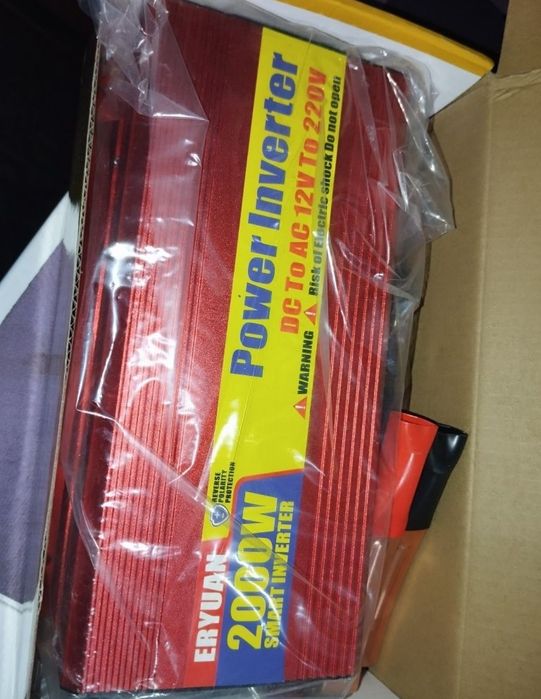 Power Inverter
DC To AC 12V To 220V
WARNING Risk of Electric shock Do not open
REVERSE
POLARITY
PROTECTION
ERYUAN
2000W
SMART INVERTER